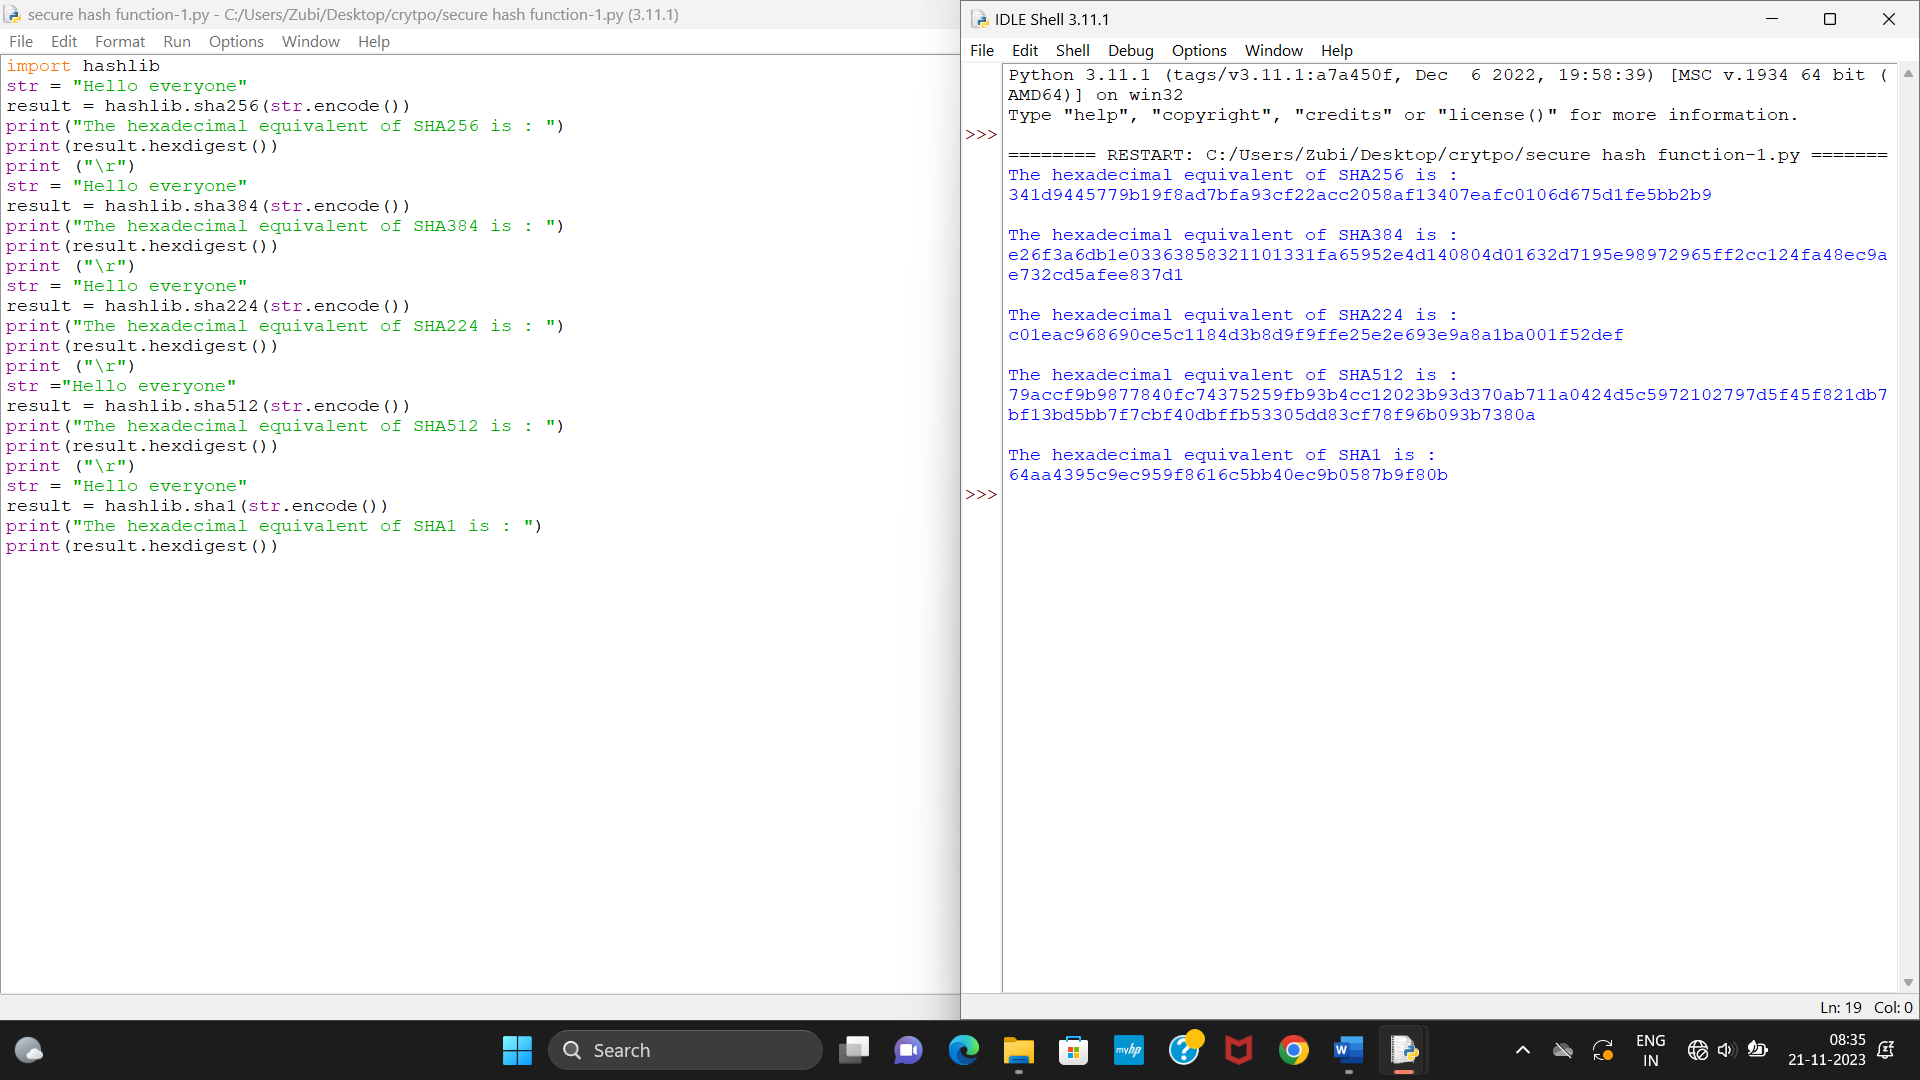 secure hash function-1.py - C:/Users/Zubi/Desktop/crytpo/secure hash function-1.py (3.11.1)
File Edit Format Run Options Window Help
import hashlib
str = "Hello everyone"
result = hashlib.sha256(str.encode())
print("The hexadecimal equivalent of SHA256 is : ")
print(result.hexdigest())
print ("\r")
str = "Hello everyone"
result = hashlib.sha384(str.encode())
print("The hexadecimal equivalent of SHA384 is : ")
print(result.hexdigest())
print ("\r")
str = "Hello everyone"
result = hashlib.sha224(str.encode())
print("The hexadecimal equivalent of SHA224 is : ")
print(result.hexdigest())
print ("\r")
str ="Hello everyone"
result = hashlib.sha512(str.encode())
print("The hexadecimal equivalent of SHA512 is : ")
print(result.hexdigest())
print ("\r")
str = "Hello everyone"
result = hashlib.sha1(str.encode())
print("The hexadecimal equivalent of SHA1 is : ")
print(result.hexdigest())
IDLE Shell 3.11.1
File Edit Shell Debug Options Window Help
Python 3.11.1 (tags/v3.11.1:a7a450f, Dec  6 2022, 19:58:39) [MSC v.1934 64 bit (
AMD64)] on win32
Type "help", "copyright", "credits" or "license()" for more information.
>>>
======== RESTART: C:/Users/Zubi/Desktop/crytpo/secure hash function-1.py =======
The hexadecimal equivalent of SHA256 is :
341d9445779b19f8ad7bfa93cf22acc2058af13407eafc0106d675d1fe5bb2b9
The hexadecimal equivalent of SHA384 is :
e26f3a6db1e03363858321101331fa65952e4d140804d01632d7195e98972965ff2cc124fa48ec9a
e732cd5afee837d1
The hexadecimal equivalent of SHA224 is :
c01eac968690ce5c1184d3b8d9f9ffe25e2e693e9a8a1ba001f52def
The hexadecimal equivalent of SHA512 is :
79accf9b9877840fc74375259fb93b4cc12023b93d370ab711a0424d5c5972102797d5f45f821db7
bf13bd5bb7f7cbf40dbffb53305dd83cf78f96b093b7380a
The hexadecimal equivalent of SHA1 is :
64aa4395c9ec959f8616c5bb40ec9b0587b9f80b
>>>
Ln: 19 Col: 0
Search
myhp
?
W
ENG
IN
08:35
21-11-2023